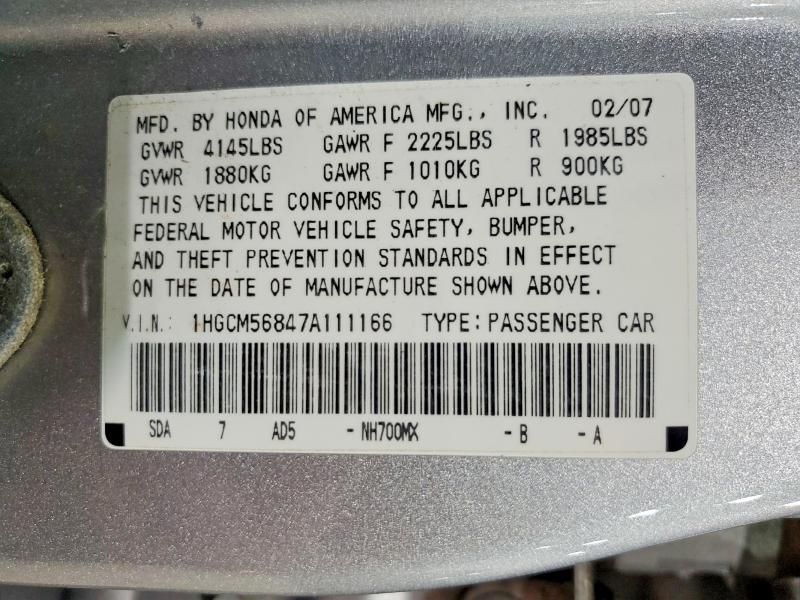 MFD. BY HONDA OF AMERICA MFG., INC. 02/07
GVWR 4145LBS GAWR F 2225LBS R 1985LBS
GVWR 1880KG GAWR F 1010KG R 900KG
THIS VEHICLE CONFORMS TO ALL APPLICABLE
FEDERAL MOTOR VEHICLE SAFETY, BUMPER,
AND THEFT PREVENTION STANDARDS IN EFFECT
ON THE DATE OF MANUFACTURE SHOWN ABOVE.
V.I.N.: 1HGCM56847A111166 TYPE: PASSENGER CAR
SDA 7 AD5 - NH700MX - B - A